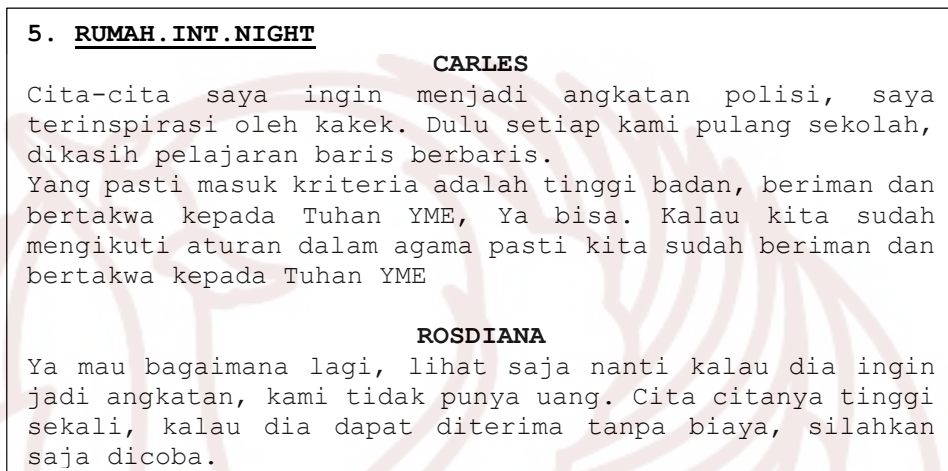 5. RUMAH.INT.NIGHT
CARLES
Cita-cita saya ingin menjadi angkatan polisi, saya
terinspirasi oleh kakek. Dulu setiap kami pulang sekolah,
dikasih pelajaran baris berbaris.
Yang pasti masuk kriteria adalah tinggi badan, beriman dan
bertakwa kepada Tuhan YME, Ya bisa. Kalau kita sudah
mengikuti aturan dalam agama pasti kita sudah beriman dan
bertakwa kepada Tuhan YME
ROSDIANA
Ya mau bagaimana lagi, lihat saja nanti kalau dia ingin
jadi angkatan, kami tidak punya uang. Cita citanya tinggi
sekali, kalau dia dapat diterima tanpa biaya, silahkan
saja dicoba.